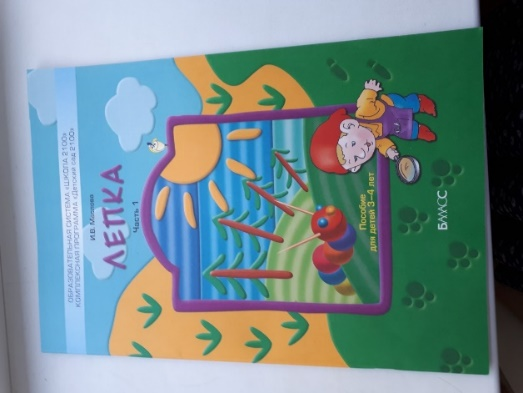 ОБРАЗОВАТЕЛЬНАЯ СИСТЕМА «ШКОЛА 2100»
КОМПЛЕКСНАЯ ПРОГРАММА «ДЕТСКИЙ САД 2100»
И.В. Маслова
ЛЕПКА
Часть 1
Пособие
для детей 3–4 лет
БАЛАСС